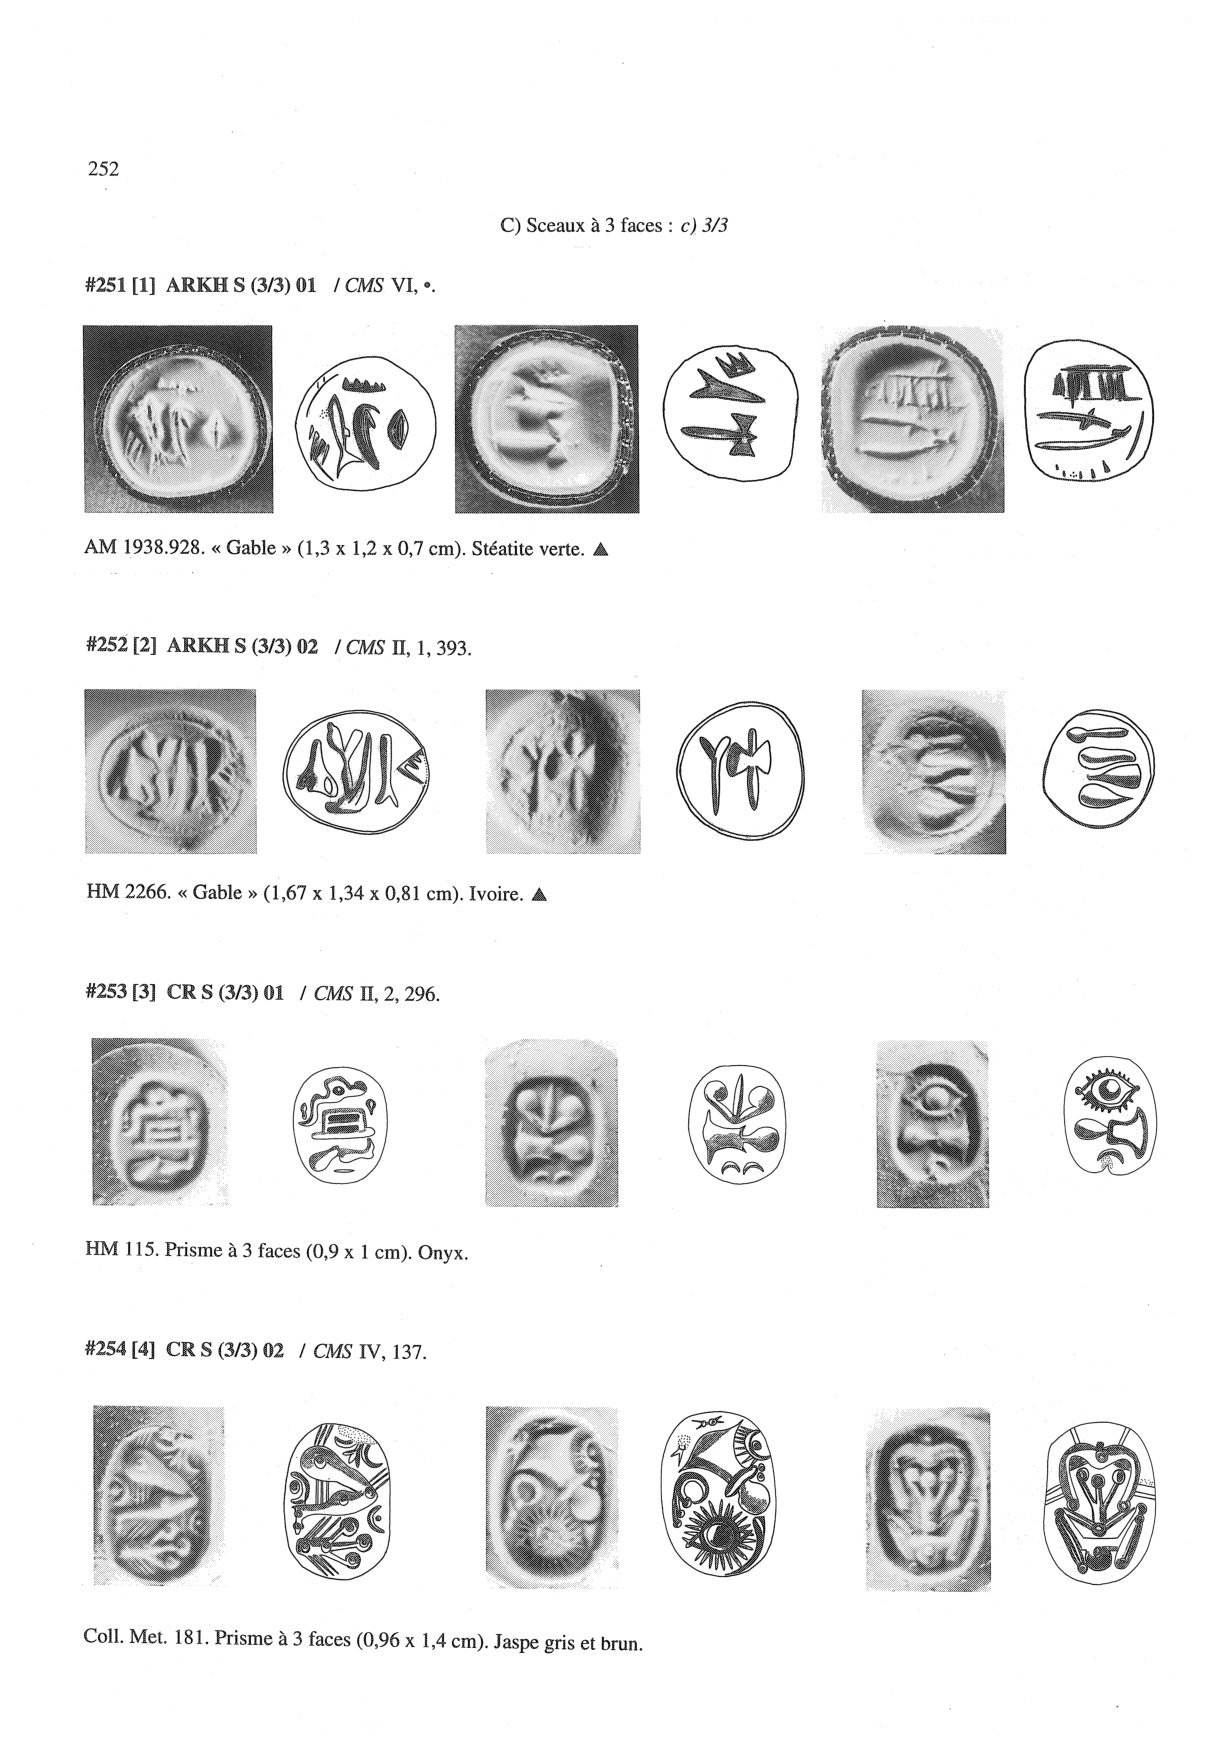 252
C) Sceaux à 3 faces : c) 3/3
#251 [1] ARKH S (3/3) 01 / CMS VI, •.
AM 1938.928. « Gable » (1,3 x 1,2 x 0,7 cm). Stéatite verte. ▲
#252 [2] ARKH S (3/3) 02 / CMS II, 1, 393.
HM 2266. « Gable » (1,67 x 1,34 x 0,81 cm). Ivoire. ▲
#253 [3] CR S (3/3) 01 / CMS II, 2, 296.
HM 115. Prisme à 3 faces (0,9 x 1 cm). Onyx.
#254 [4] CR S (3/3) 02 / CMS IV, 137.
Coll. Met. 181. Prisme à 3 faces (0,96 x 1,4 cm). Jaspe gris et brun.